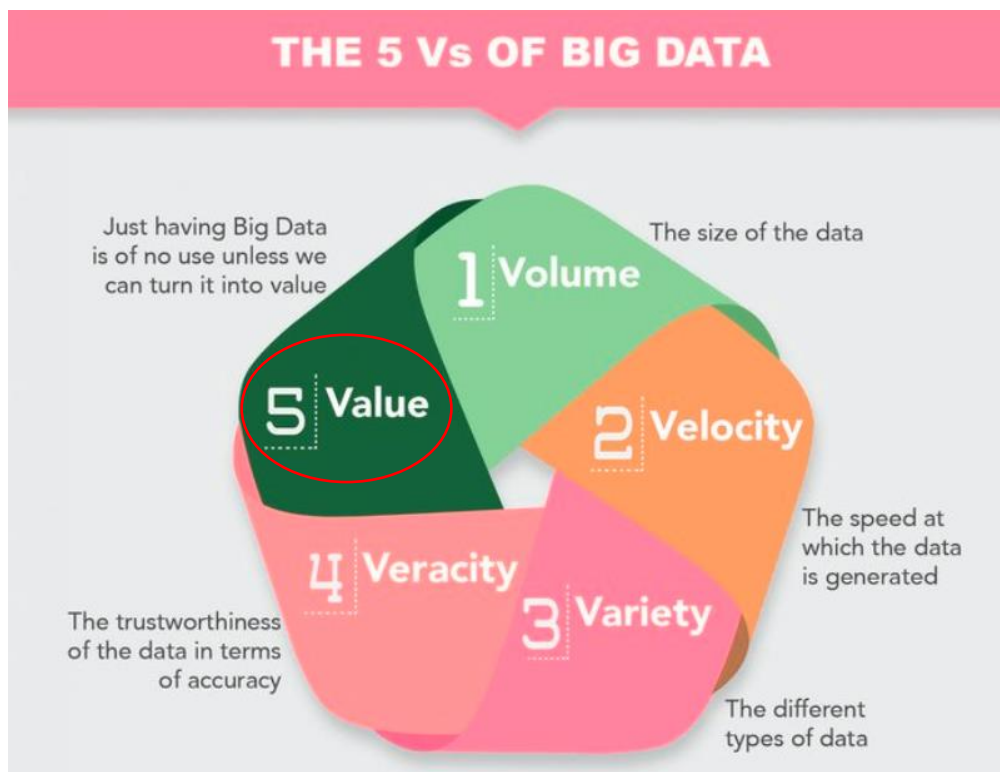 THE 5 Vs OF BIG DATA
1 Volume
The size of the data
2 Velocity
The speed at
which the data
is generated
3 Variety
The different
types of data
4 Veracity
The trustworthiness
of the data in terms
of accuracy
5 Value
Just having Big Data
is of no use unless we
can turn it into value